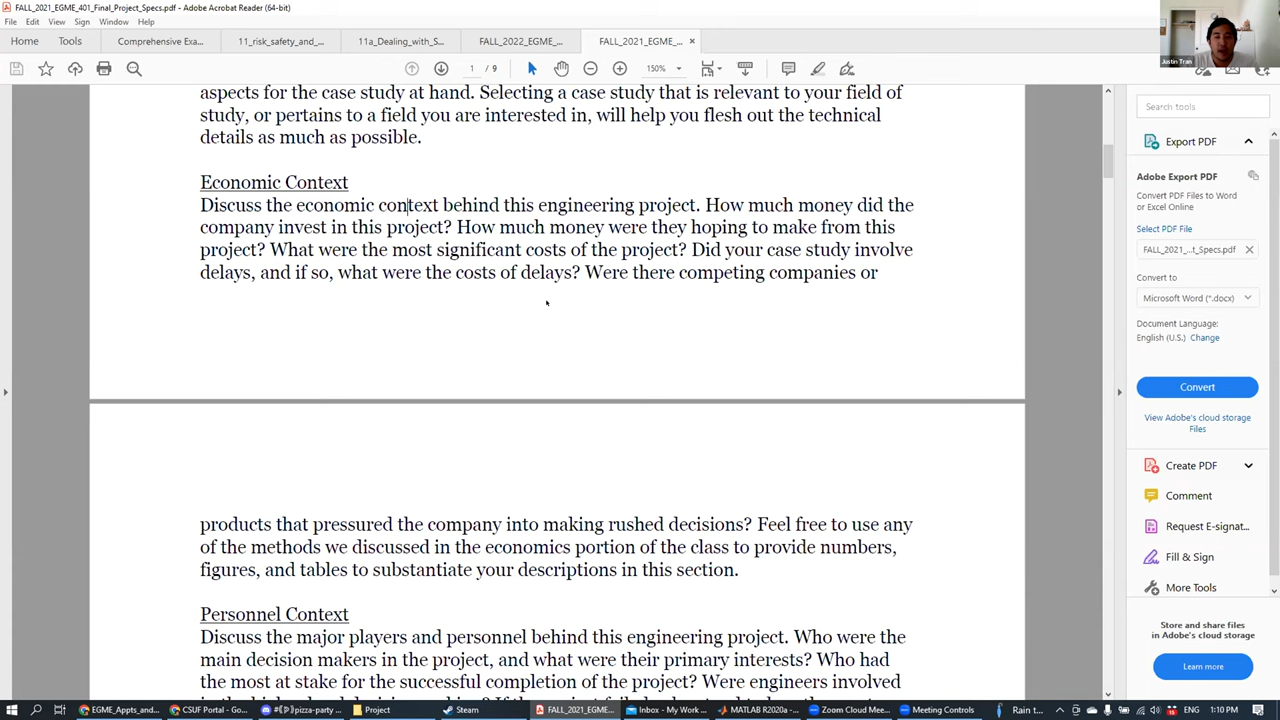 FALL_2021_EGME_401_Final_Project_Specs.pdf - Adobe Acrobat Reader (64-bit)
File Edit View Sign Window Help
Home Tools Comprehensive Exa... 11_risk_safety_and_... 11a_Dealing_with_S... FALL_2022_EGME_... FALL_2021_EGME_... ×
1 / 9 150%
Justin Tran
aspects for the case study at hand. Selecting a case study that is relevant to your field of
study, or pertains to a field you are interested in, will help you flesh out the technical
details as much as possible.
Economic Context
Discuss the economic context behind this engineering project. How much money did the
company invest in this project? How much money were they hoping to make from this
project? What were the most significant costs of the project? Did your case study involve
delays, and if so, what were the costs of delays? Were there competing companies or
products that pressured the company into making rushed decisions? Feel free to use any
of the methods we discussed in the economics portion of the class to provide numbers,
figures, and tables to substantiate your descriptions in this section.
Personnel Context
Discuss the major players and personnel behind this engineering project. Who were the
main decision makers in the project, and what were their primary interests? Who had
the most at stake for the successful completion of the project? Were engineers involved
Search tools
Export PDF
Adobe Export PDF
Convert PDF Files to Word
or Excel Online
Select PDF File
FALL_2021_...t_Specs.pdf ×
Convert to
Microsoft Word (*.docx)
Document Language:
English (U.S.) Change
Convert
View Adobe's cloud storage
Files
Create PDF
Comment
Request E-signat...
Fill & Sign
More Tools
Store and share files
in Adobe's cloud storage
Learn more
EGME_Appts_and... CSUF Portal - Go... #pizza-party ... Project Steam FALL_2021_EGME... Inbox - My Work ... MATLAB R2020a - ... Zoom Cloud Mee... Meeting Controls Rain t... 15 1:10 PM